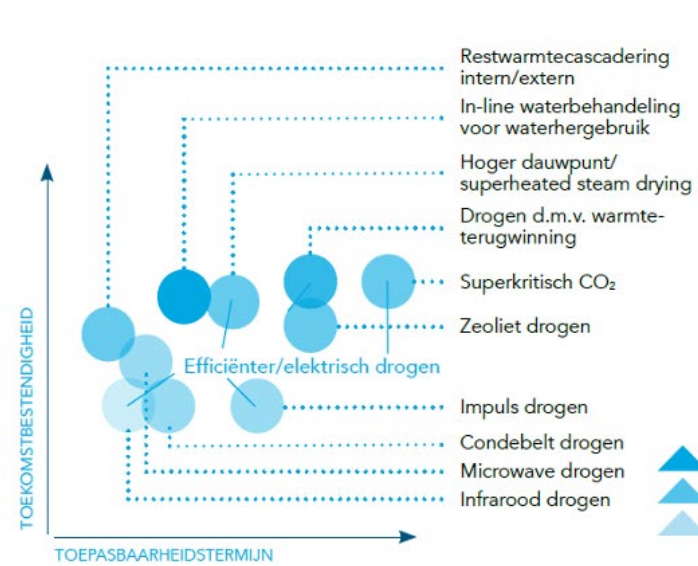 Restwarmtecascadering
intern/extern
In-line waterbehandeling
voor waterhergebruik
Hoger dauwpunt/
superheated steam drying
Drogen d.m.v. warmte-
terugwinning
Superkritisch CO₂
Zeoliet drogen
Efficiënter/elektrisch drogen
Impuls drogen
Condebelt drogen
Microwave drogen
Infrarood drogen
TOEKOMSTBESTENDIGHEID
TOEPASBAARHEIDSTERMIJN